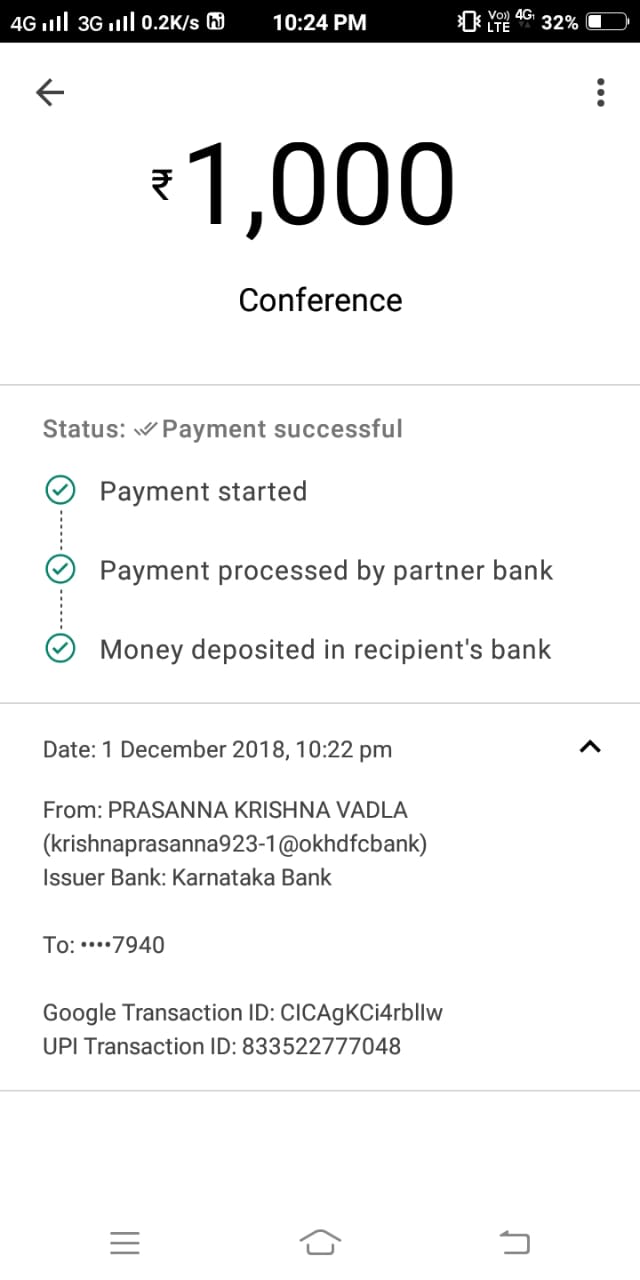 4G 3G 0.2K/s hi 10:24 PM Vo)) LTE 4G 32%
₹1,000
Conference
Status: Payment successful
Payment started
Payment processed by partner bank
Money deposited in recipient's bank
Date: 1 December 2018, 10:22 pm
From: PRASANNA KRISHNA VADLA
(krishnaprasanna923-1@okhdfcbank)
Issuer Bank: Karnataka Bank
To: ••••7940
Google Transaction ID: CICAgKCi4rbllw
UPI Transaction ID: 833522777048